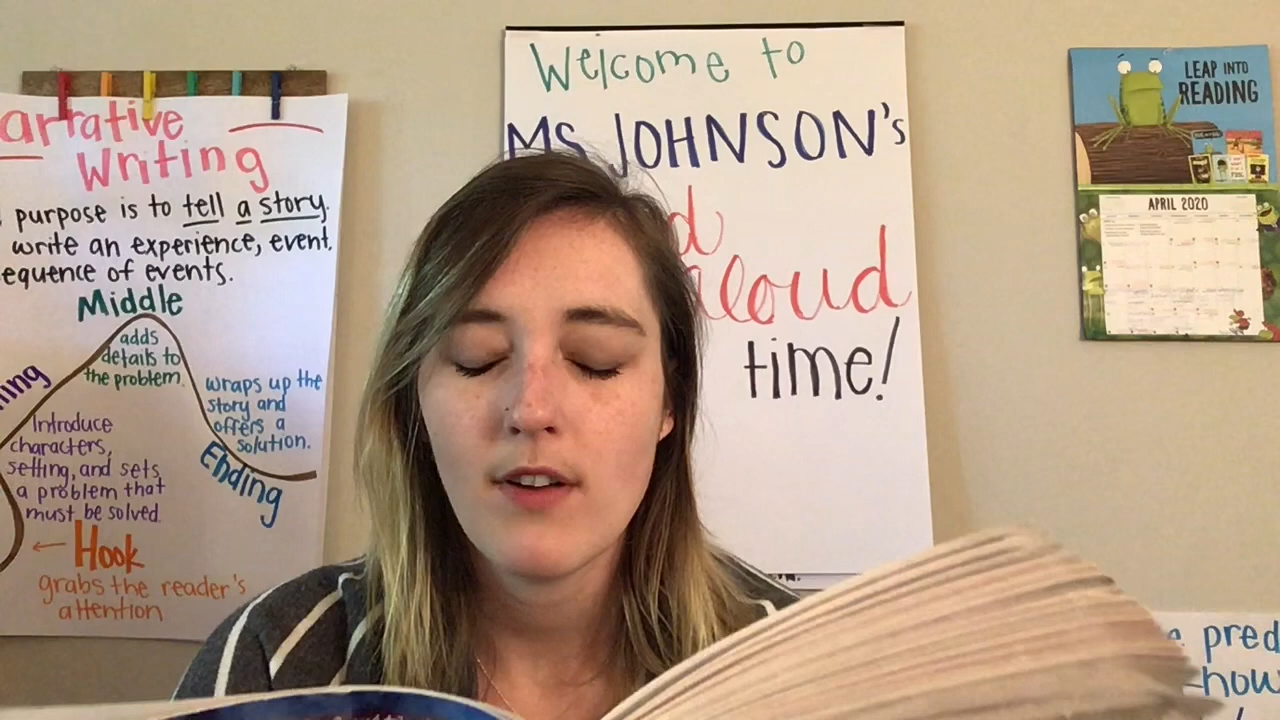 arrative
Writing
purpose is to tell a story.
write an experience, event,
equence of events.
Middle
adds
details to
the problem.
wraps up the
story and
offers a
solution.
Ending
Introduce
characters,
setting, and sets
a problem that
must be solved.
← Hook
grabs the reader's
attention
Welcome to
MS JOHNSON's
d
aloud
time!
LEAP INTO
READING
APRIL 2020
pred
how